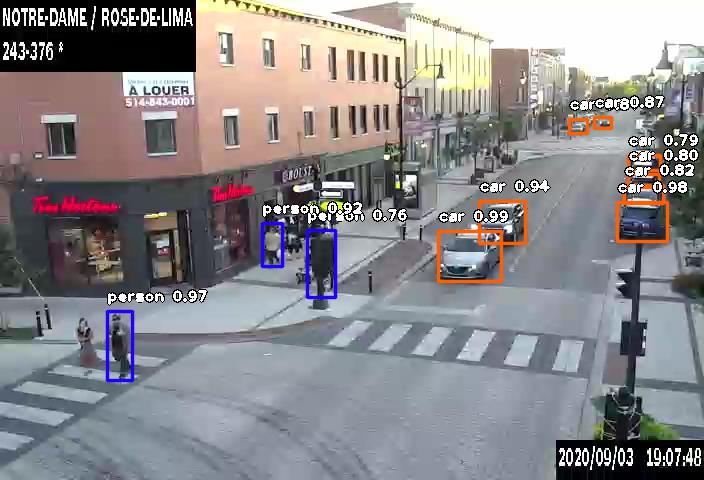 NOTRE-DAME / ROSE-DE-LIMA
243-376 *
À LOUER
514-843-0001
Tim Hortons
Tim Hortons
person 0.97
person 0.92
person 0.76
car 0.99
car 0.94
car
car 0.87
car 0.79
car 0.80
car 0.82
car 0.98
2020/09/03 19:07:48